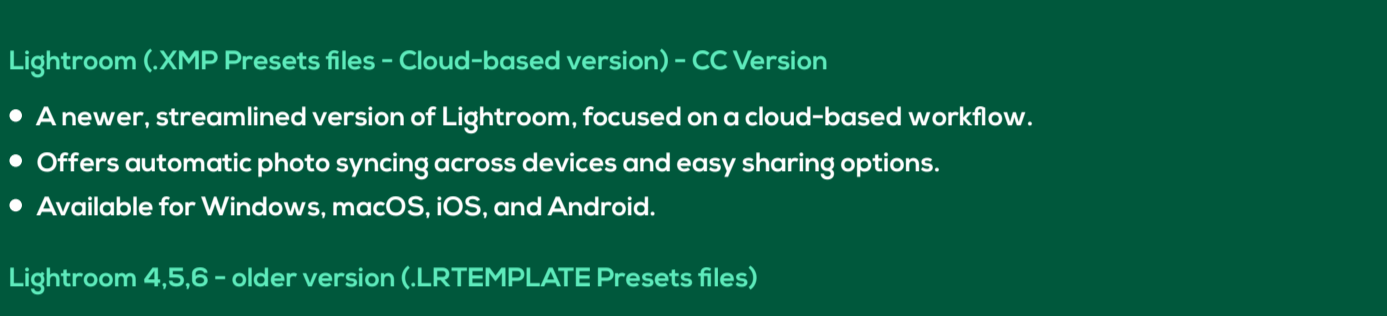 Lightroom (.XMP Presets files - Cloud-based version) - CC Version
• A newer, streamlined version of Lightroom, focused on a cloud-based workflow.
• Offers automatic photo syncing across devices and easy sharing options.
• Available for Windows, macOS, iOS, and Android.
Lightroom 4,5,6 - older version (.LRTEMPLATE Presets files)